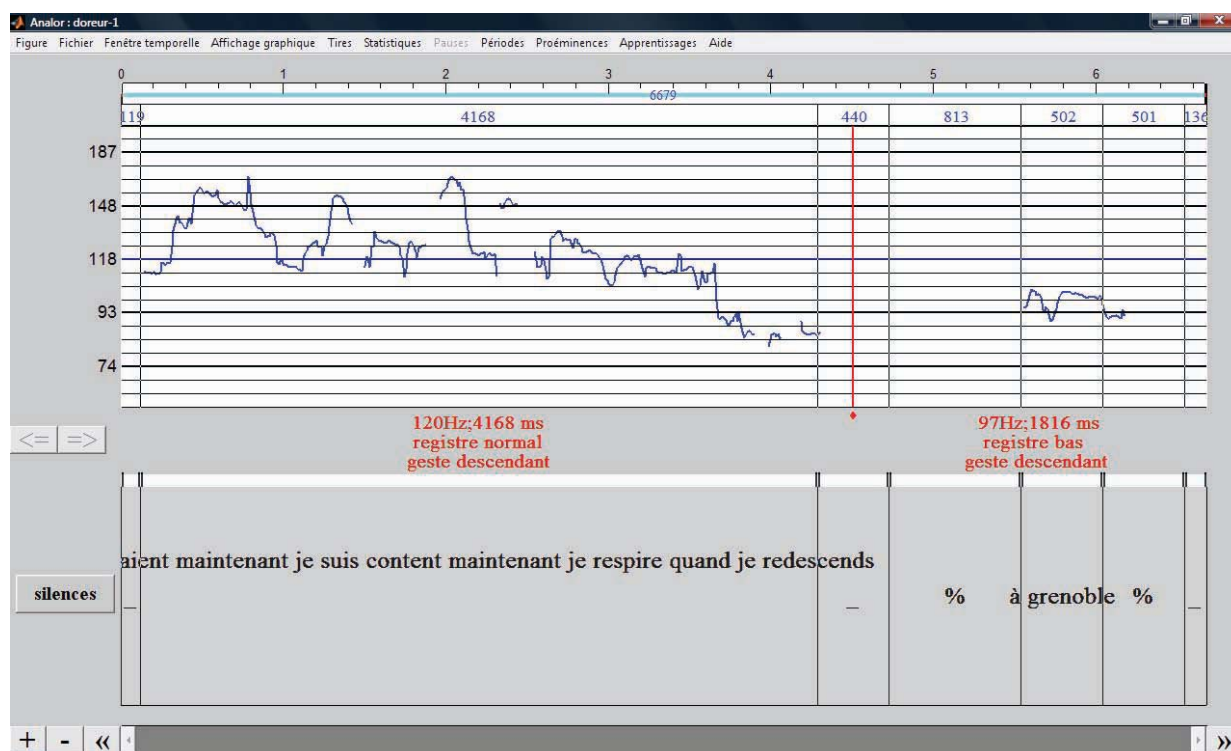 Analor : doreur-1
Figure Fichier Fenêtre temporelle Affichage graphique Tires Statistiques Pauses Périodes Proéminences Apprentissages Aide
0 1 2 3 4 5 6
6679
119 4168 440 813 502 501 136
187
148
118
93
74
120Hz;4168 ms 97Hz;1816 ms
registre normal registre bas
geste descendant geste descendant
<= =>
aient maintenant je suis content maintenant je respire quand je redescends
silences _ _ % à grenoble % _
+ - « »